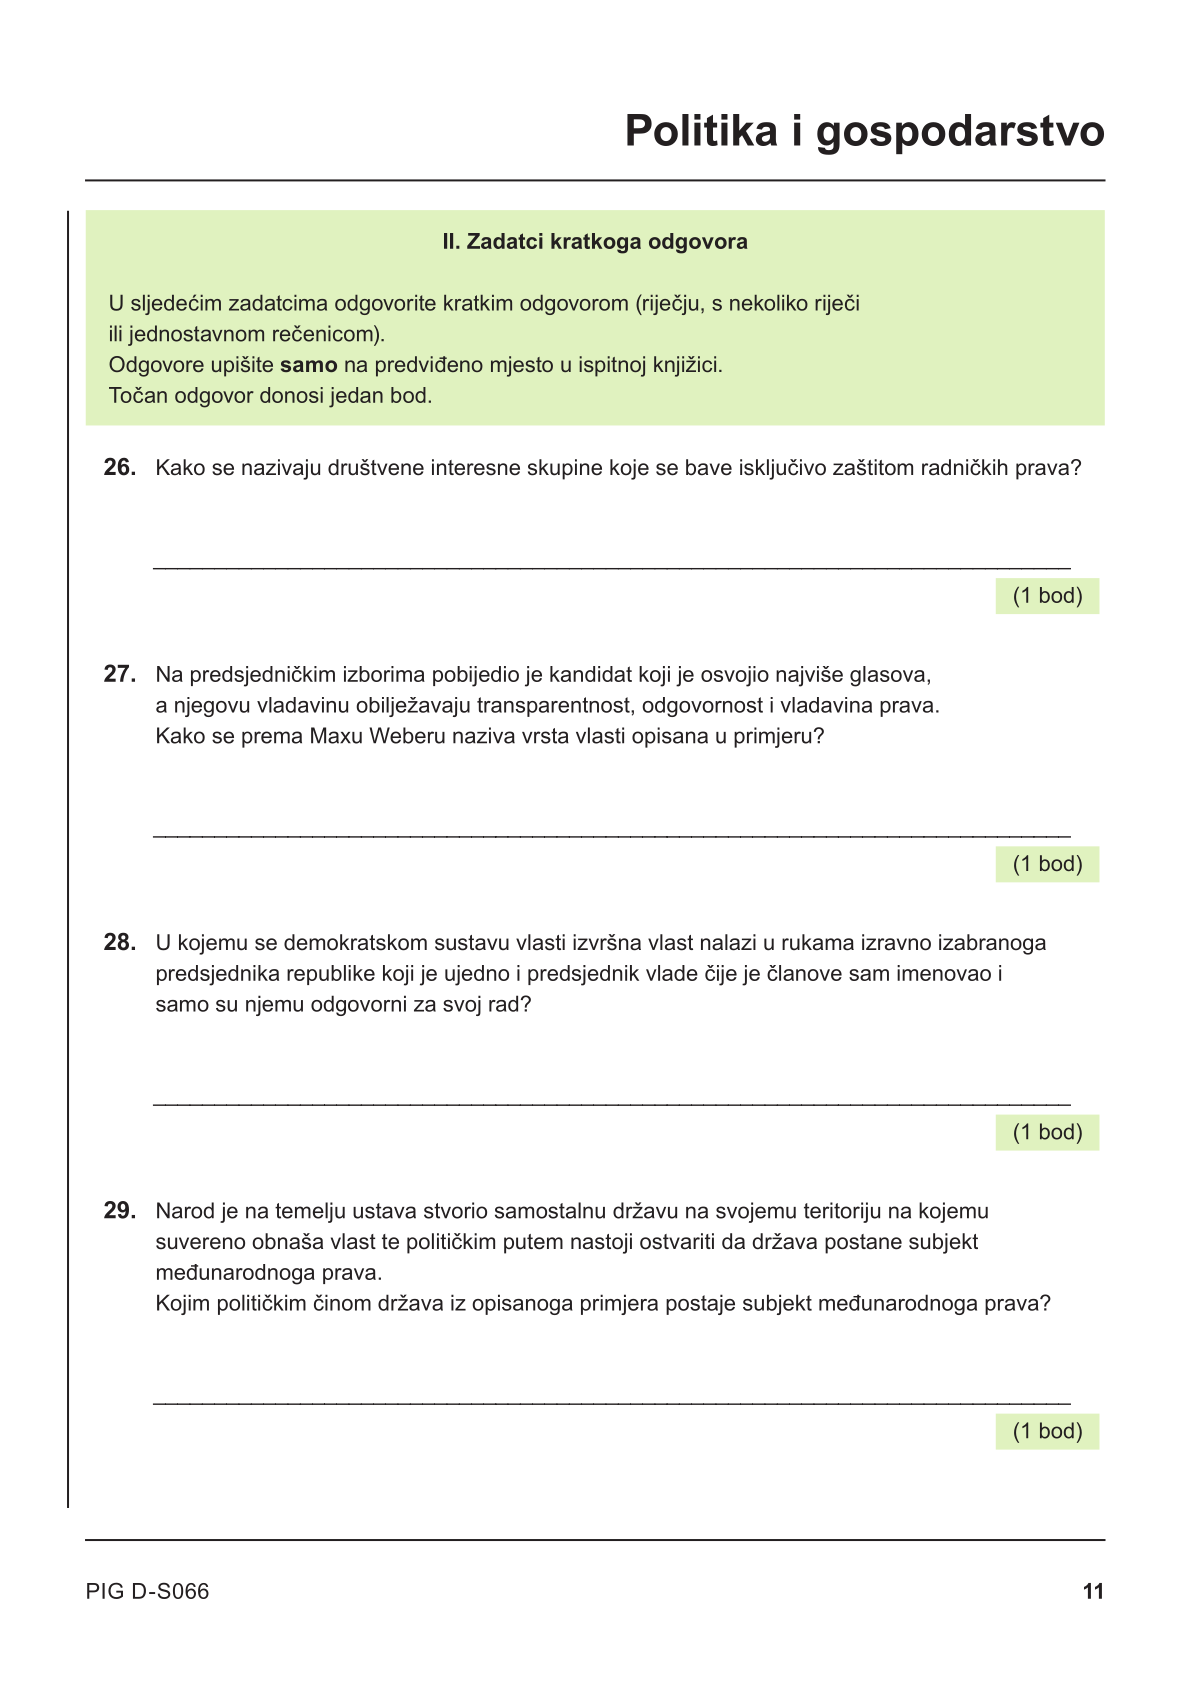 Politika i gospodarstvo
II. Zadatci kratkoga odgovora
U sljedećim zadatcima odgovorite kratkim odgovorom (riječju, s nekoliko riječi
ili jednostavnom rečenicom).
Odgovore upišite samo na predviđeno mjesto u ispitnoj knjižici.
Točan odgovor donosi jedan bod.
26. Kako se nazivaju društvene interesne skupine koje se bave isključivo zaštitom radničkih prava?
(1 bod)
27. Na predsjedničkim izborima pobijedio je kandidat koji je osvojio najviše glasova,
a njegovu vladavinu obilježavaju transparentnost, odgovornost i vladavina prava.
Kako se prema Maxu Weberu naziva vrsta vlasti opisana u primjeru?
(1 bod)
28. U kojemu se demokratskom sustavu vlasti izvršna vlast nalazi u rukama izravno izabranoga
predsjednika republike koji je ujedno i predsjednik vlade čije je članove sam imenovao i
samo su njemu odgovorni za svoj rad?
(1 bod)
29. Narod je na temelju ustava stvorio samostalnu državu na svojemu teritoriju na kojemu
suvereno obnaša vlast te političkim putem nastoji ostvariti da država postane subjekt
međunarodnoga prava.
Kojim političkim činom država iz opisanoga primjera postaje subjekt međunarodnoga prava?
(1 bod)
PIG D-S066
11